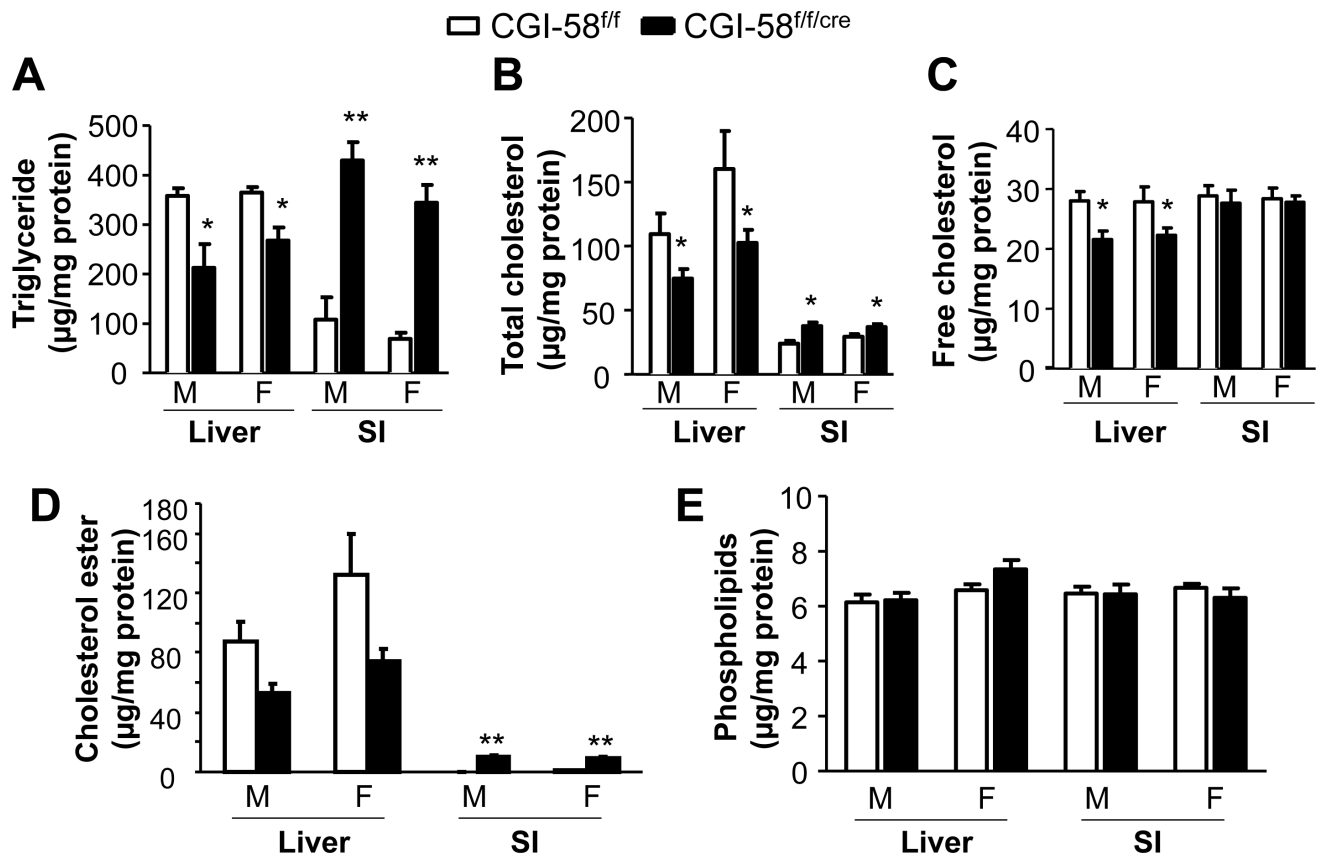 CGI-58f/f CGI-58f/f/cre
A
Triglyceride
(µg/mg protein)
500
400
300
200
100
0
*
*
**
**
M F M F
Liver SI
B
Total cholesterol
(µg/mg protein)
200
150
100
50
0
*
*
*
*
M F M F
Liver SI
C
Free cholesterol
(µg/mg protein)
40
30
20
10
0
*
*
M F M F
Liver SI
D
Cholesterol ester
(µg/mg protein)
180
160
120
80
40
0
**
**
M F M F
Liver SI
E
Phospholipids
(µg/mg protein)
10
8
6
4
2
0
M F M F
Liver SI